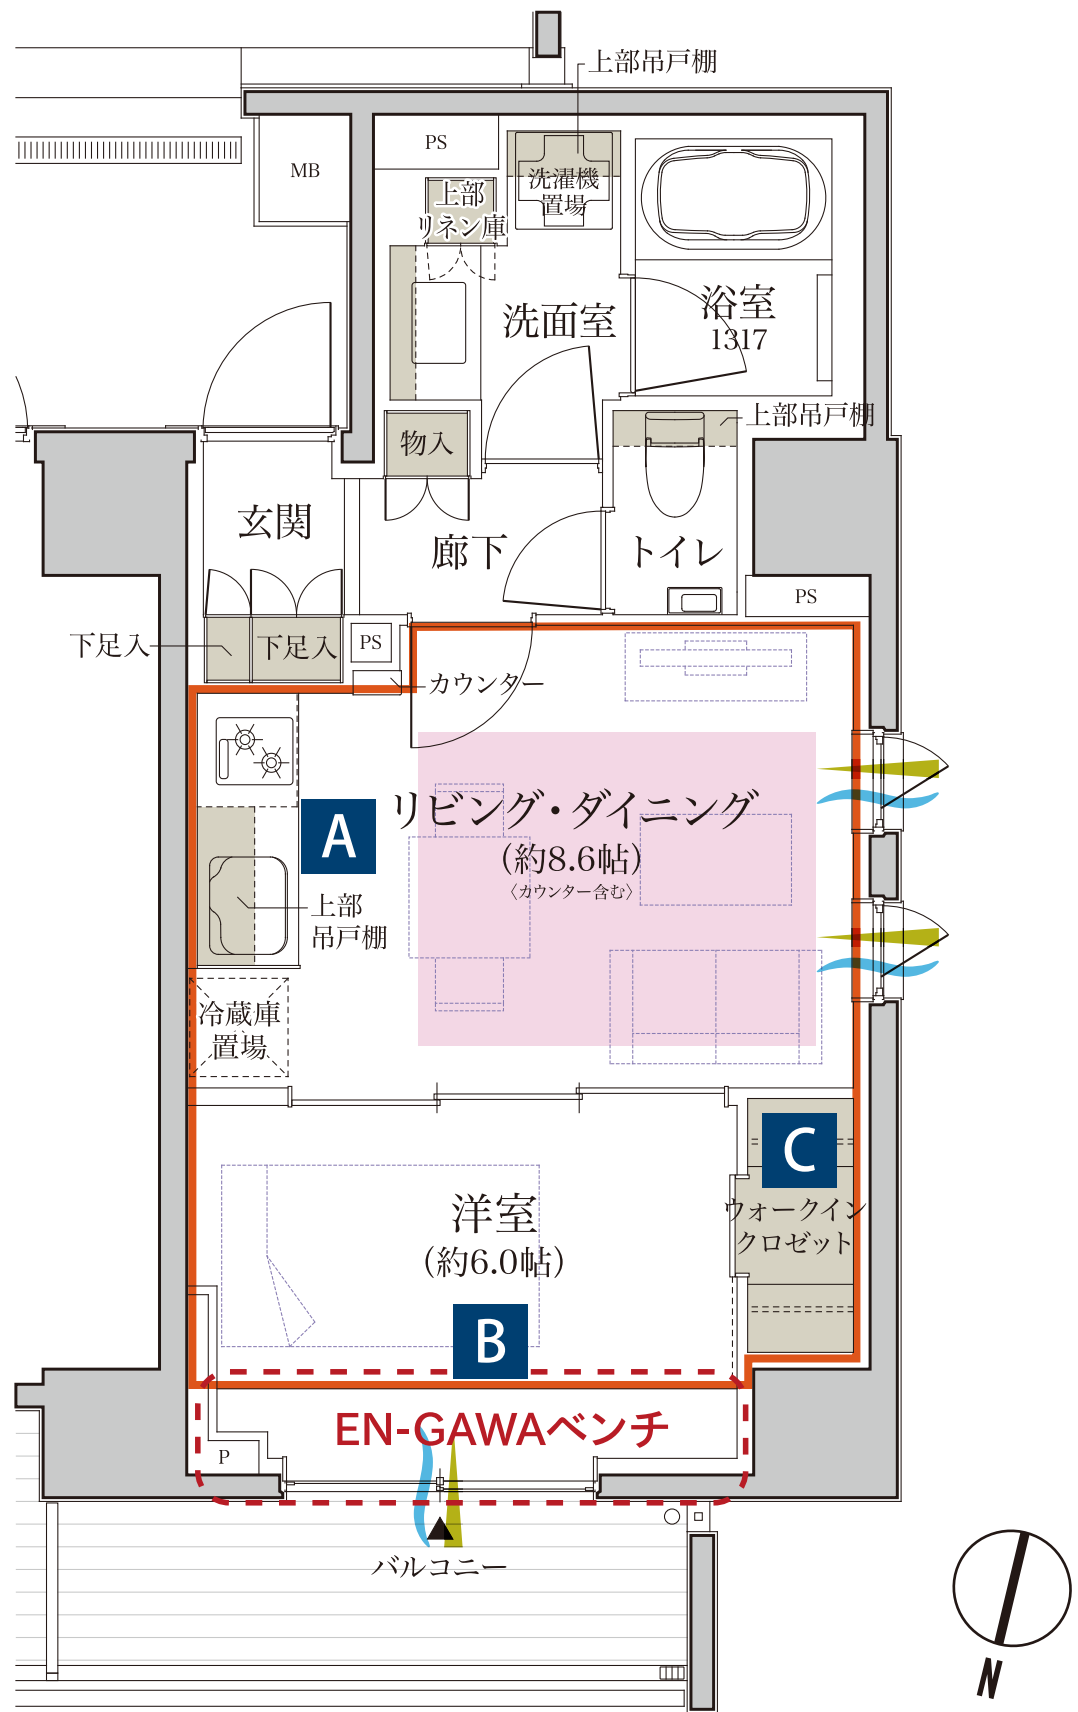 上部吊戸棚
PS
MB
洗濯機
置場
上部
リネン庫
洗面室
浴室
1317
上部吊戸棚
物入
玄関
廊下
トイレ
PS
下足入
下足入
PS
カウンター
リビング・ダイニング
(約8.6帖)
〈カウンター含む〉
A
上部
吊戸棚
冷蔵庫
置場
C
ウォークイン
クロゼット
洋室
(約6.0帖)
B
EN-GAWAベンチ
P
バルコニー
N